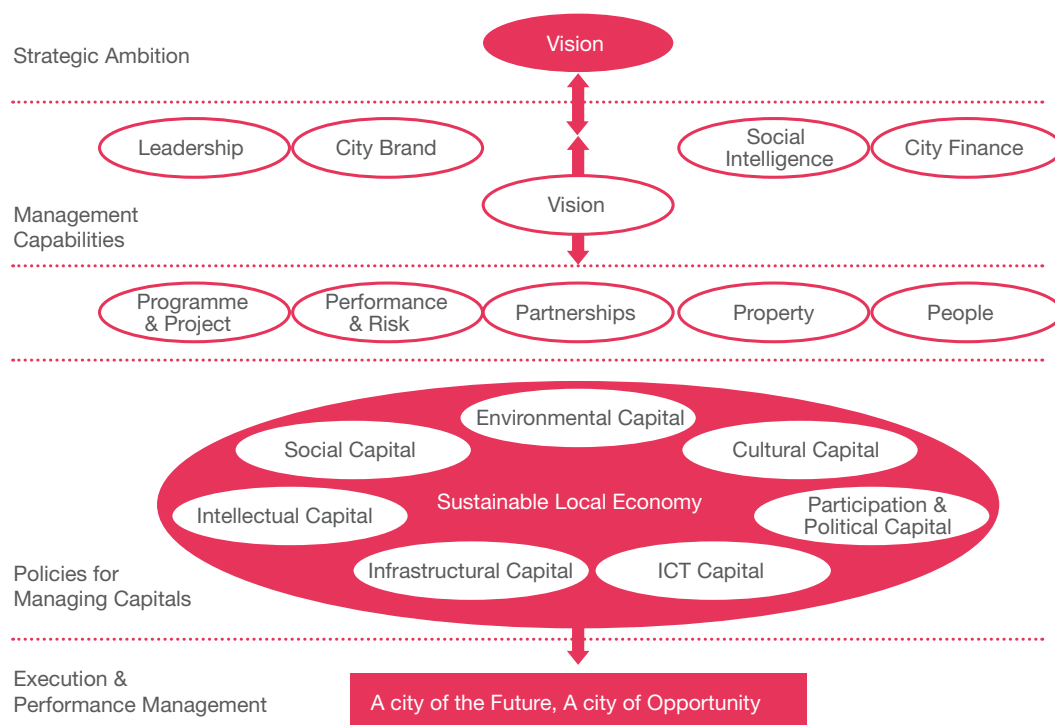 Strategic Ambition
Vision
Leadership
City Brand
Social
Intelligence
City Finance
Vision
Management
Capabilities
Programme
& Project
Performance
& Risk
Partnerships
Property
People
Environmental Capital
Social Capital
Cultural Capital
Sustainable Local Economy
Intellectual Capital
Participation &
Political Capital
Infrastructural Capital
ICT Capital
Policies for
Managing Capitals
Execution &
Performance Management
A city of the Future, A city of Opportunity